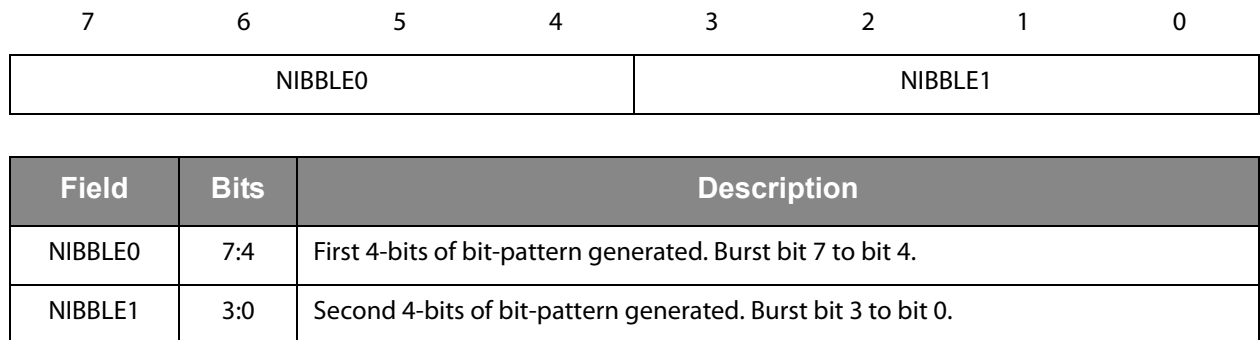 7 6 5 4 3 2 1 0
NIBBLE0 NIBBLE1
Field Bits Description
NIBBLE0 7:4 First 4-bits of bit-pattern generated. Burst bit 7 to bit 4.
NIBBLE1 3:0 Second 4-bits of bit-pattern generated. Burst bit 3 to bit 0.